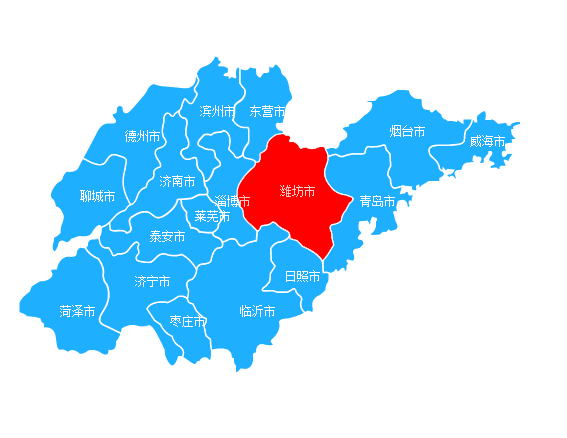 滨州市
东营市
烟台市
德州市
威海市
济南市
潍坊市
聊城市
淄博市
青岛市
莱芜市
泰安市
日照市
济宁市
菏泽市
临沂市
枣庄市